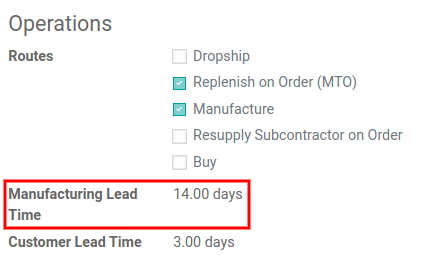 Operations
Routes
Dropship
Replenish on Order (MTO)
Manufacture
Resupply Subcontractor on Order
Buy
Manufacturing Lead Time 14.00 days
Customer Lead Time 3.00 days